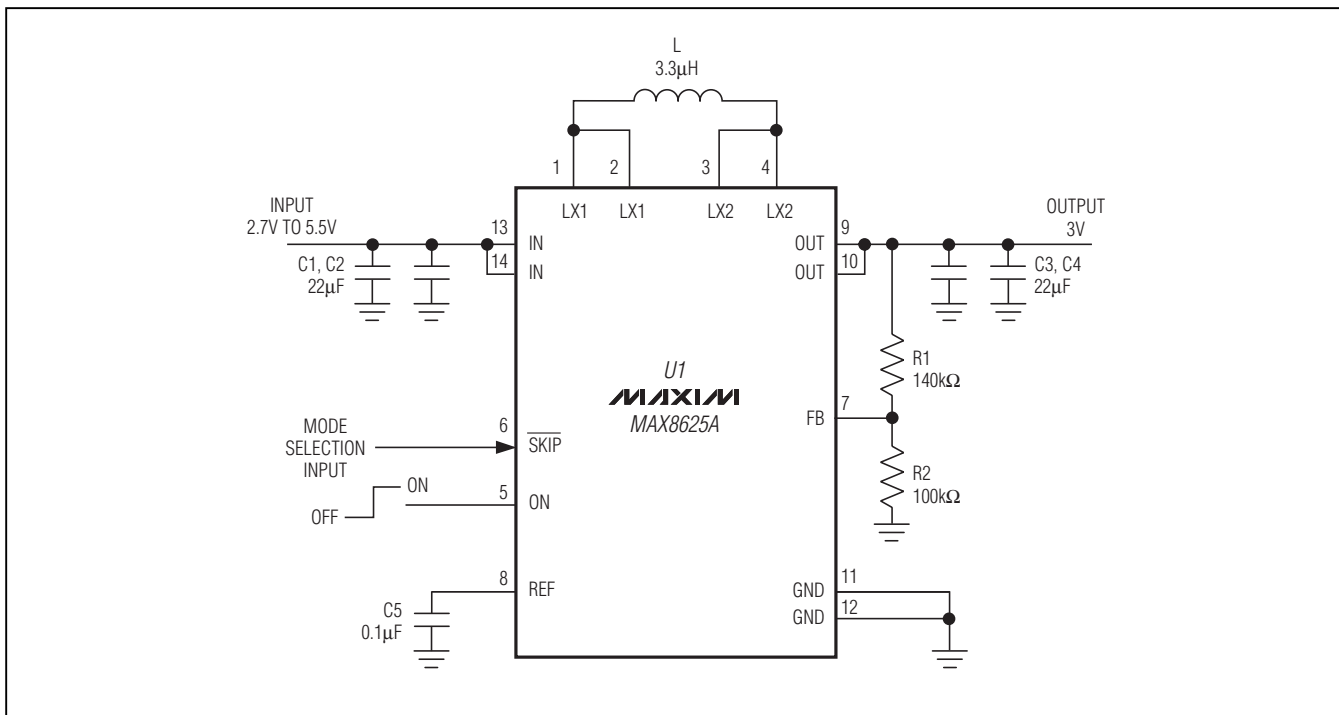 L
3.3μH
1
2
3
4
LX1
LX1
LX2
LX2
INPUT
2.7V TO 5.5V
13
IN
14
IN
C1, C2
22μF
OUTPUT
3V
9
OUT
10
OUT
C3, C4
22μF
U1
MAXIM
MAX8625A
R1
140kΩ
7
FB
R2
100kΩ
MODE
SELECTION
INPUT
6
SKIP
ON
OFF
5
ON
8
REF
C5
0.1μF
GND
11
GND
12